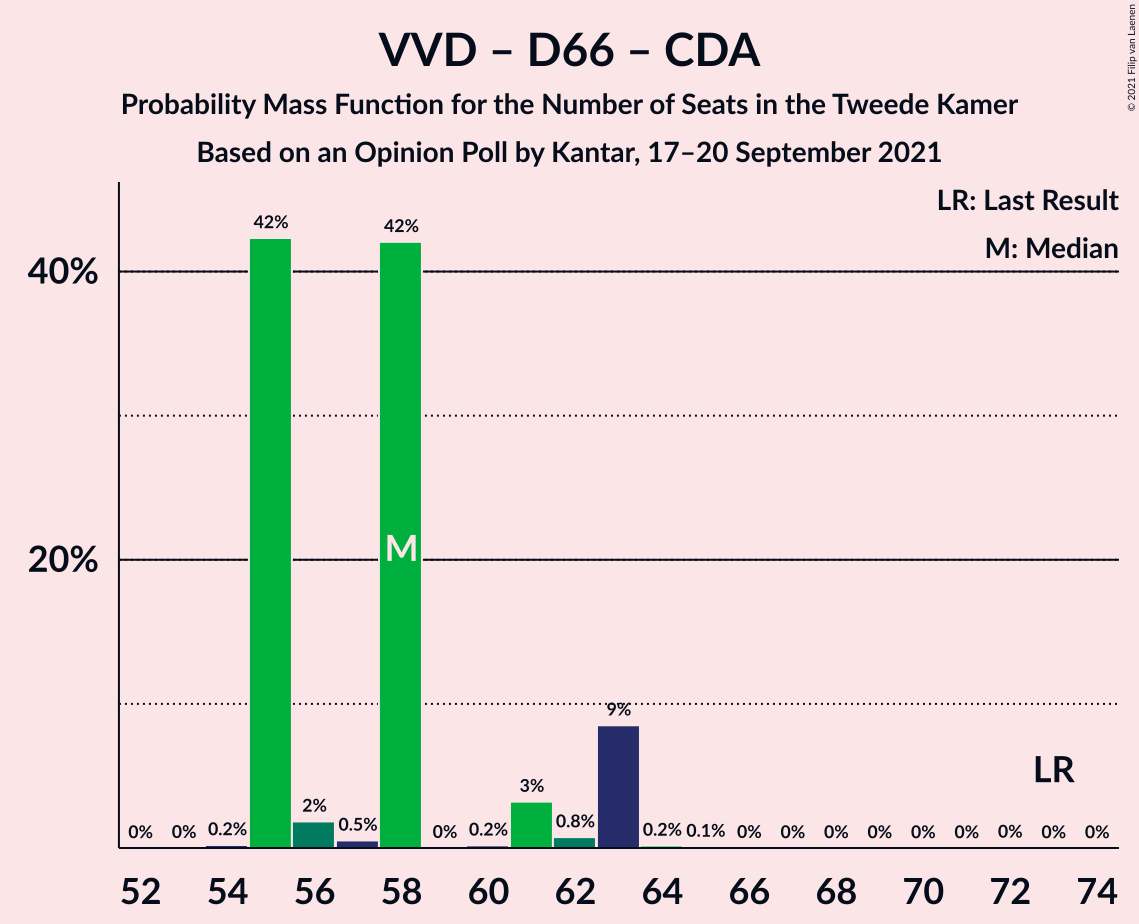 VVD – D66 – CDA
Probability Mass Function for the Number of Seats in the Tweede Kamer
Based on an Opinion Poll by Kantar, 17–20 September 2021
© 2021 Filip van Laenen
LR: Last Result
M: Median
40%
20%
0% 0% 0.2% 42% 2% 0.5% 42% 0% 0.2% 3% 0.8% 9% 0.2% 0.1% 0% 0% 0% 0% 0% 0% 0% 0% 0%
M
LR
52 54 56 58 60 62 64 66 68 70 72 74